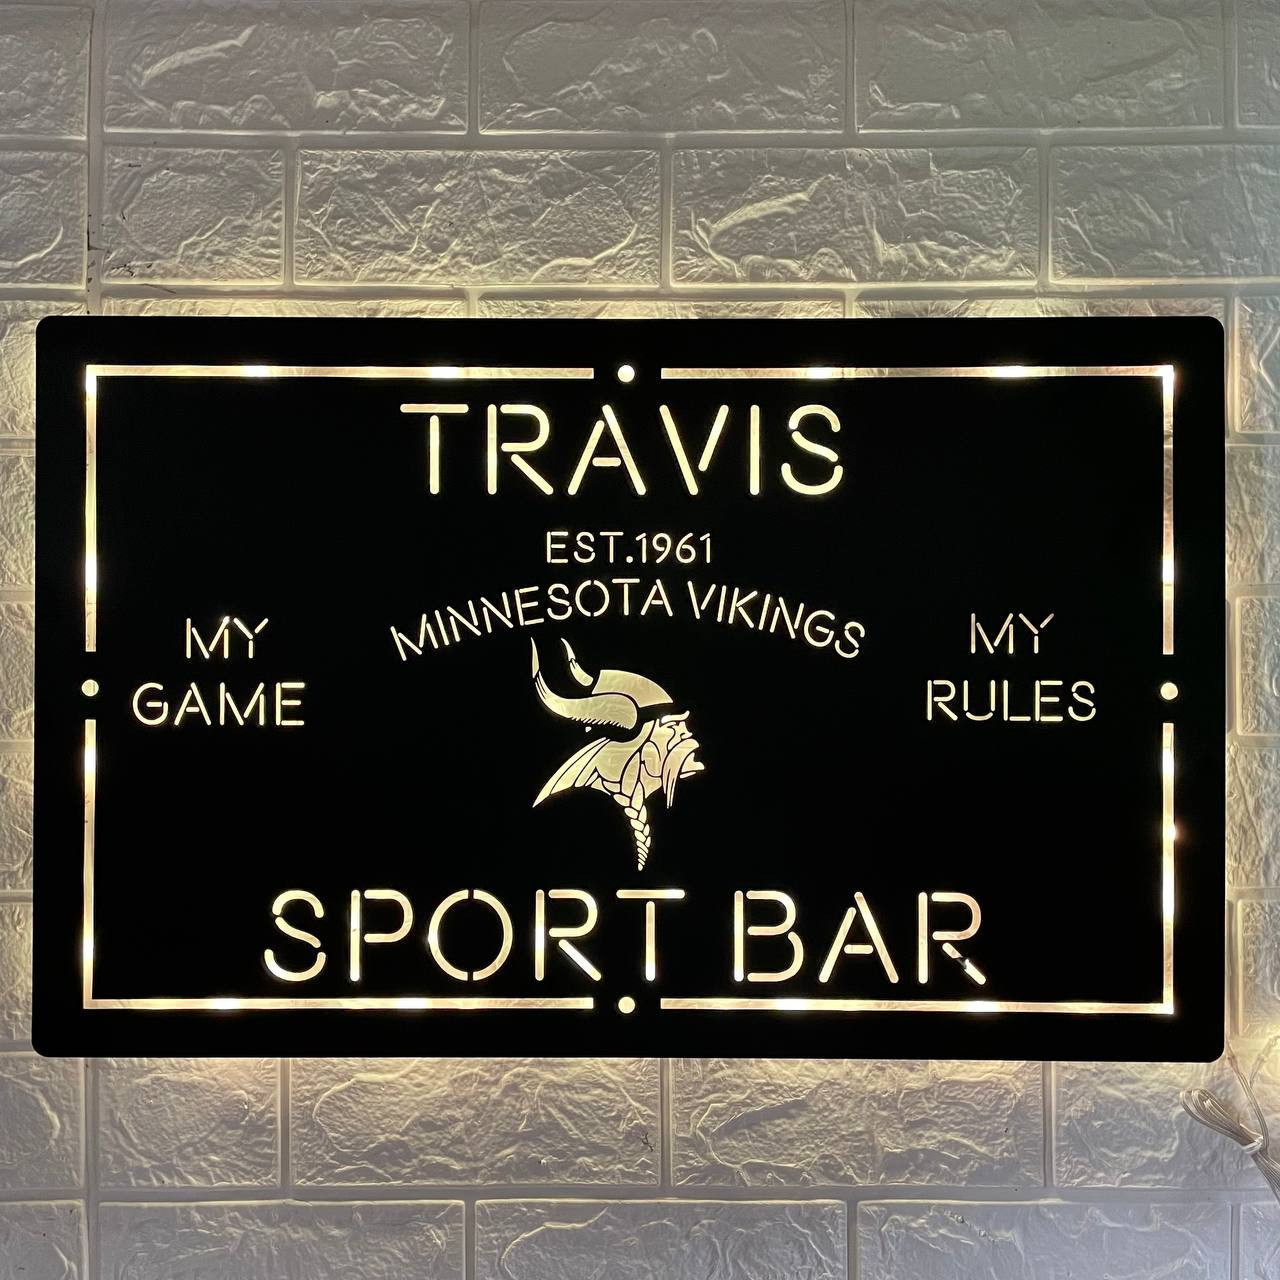 TRAVIS
EST.1961
MINNESOTA VIKINGS
MY
GAME
MY
RULES
SPORT BAR